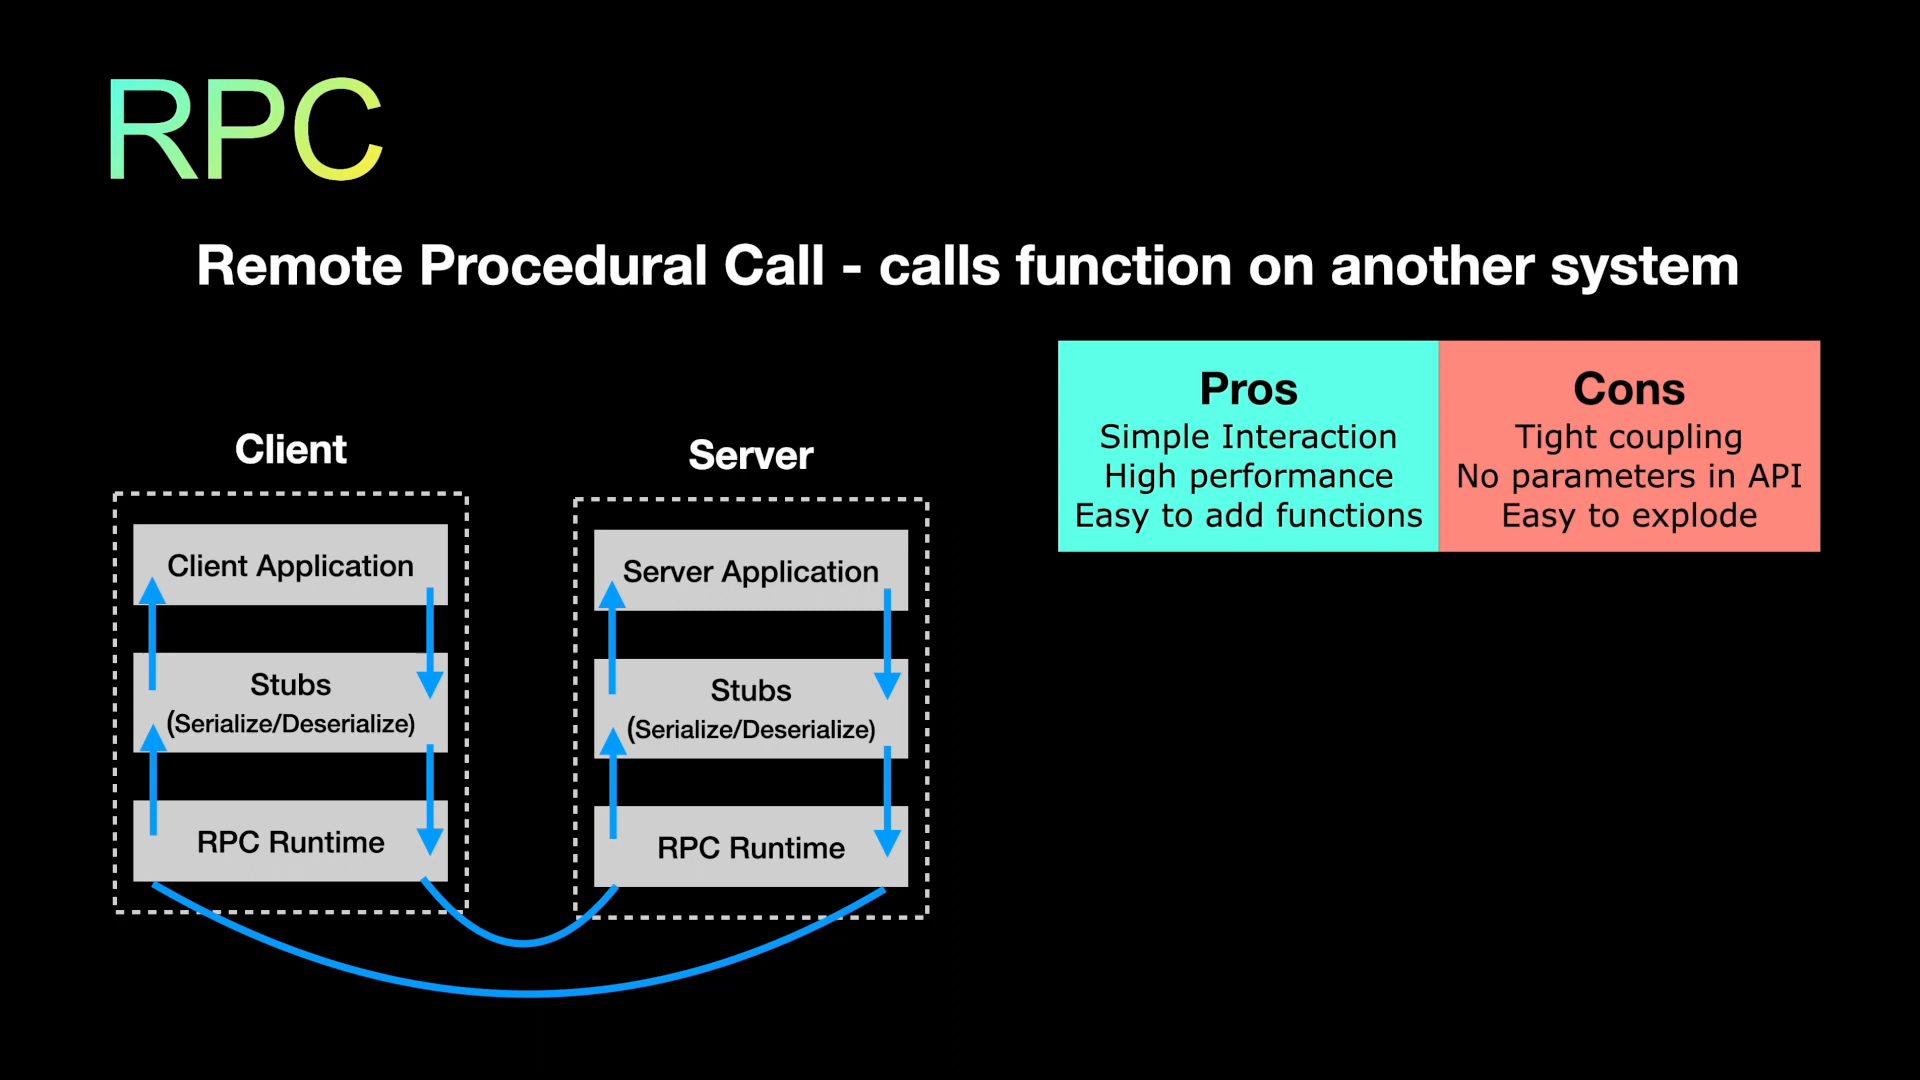 RPC
Remote Procedural Call - calls function on another system
Client
Client Application
Stubs
(Serialize/Deserialize)
RPC Runtime
Server
Server Application
Stubs
(Serialize/Deserialize)
RPC Runtime
Pros
Simple Interaction
High performance
Easy to add functions
Cons
Tight coupling
No parameters in API
Easy to explode